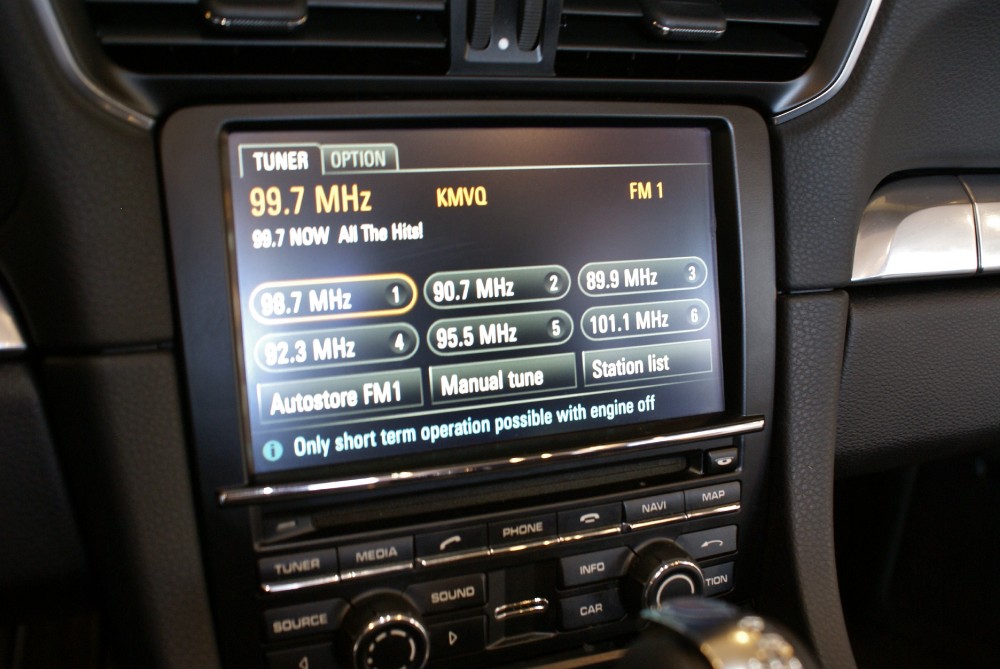 TUNER OPTION
99.7 MHz KMVQ FM 1
99.7 NOW All The Hits!
98.7 MHz 1 90.7 MHz 2 89.9 MHz 3
92.3 MHz 4 95.5 MHz 5 101.1 MHz 6
Autostore FM1 Manual tune Station list
i Only short term operation possible with engine off
TUNER MEDIA PHONE NAVI MAP
SOURCE SOUND INFO
CAR TION